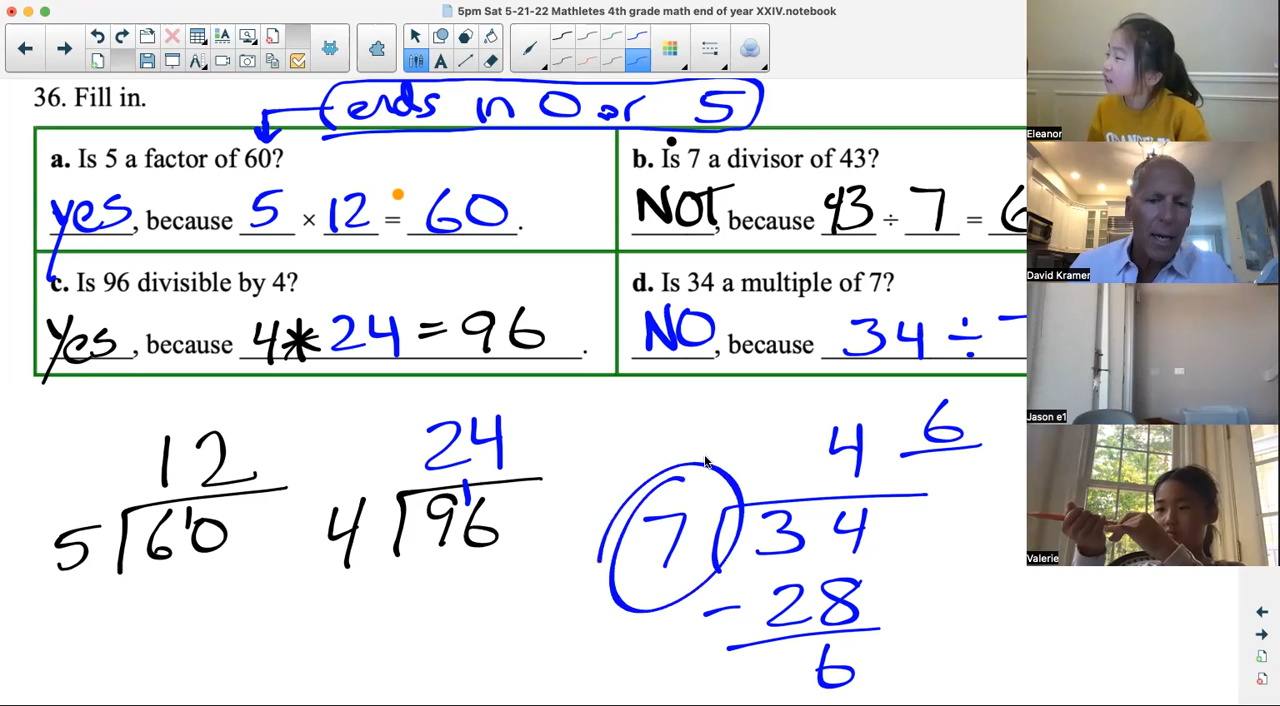 5pm Sat 5-21-22 Mathletes 4th grade math end of year XXIV.notebook
36. Fill in.
ends in 0 or 5
a. Is 5 a factor of 60?
yes, because 5 × 12 = 60.
b. Is 7 a divisor of 43?
NOT, because 43 ÷ 7 = 6
c. Is 96 divisible by 4?
Yes, because 4 * 24 = 96.
d. Is 34 a multiple of 7?
NO, because 34 ÷
12
5 60
1
24
4 96
1
4 6
7 34
- 28
6
Eleanor
David Kramer
Jason e1
Valerie